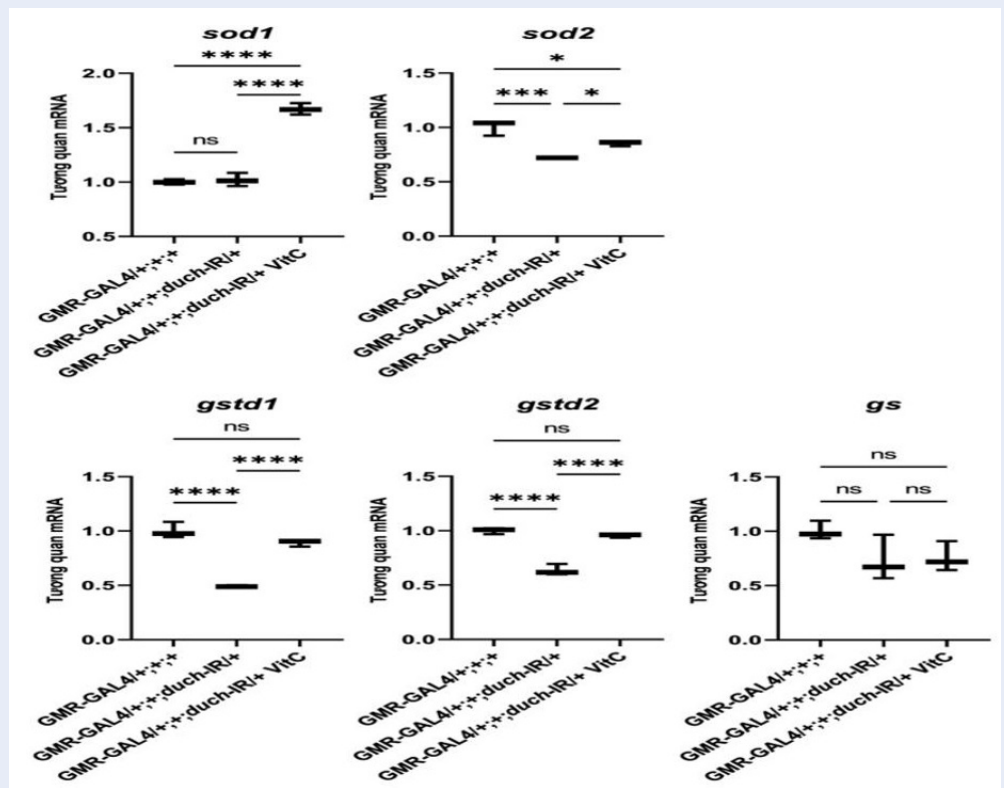 sod1
****
****
ns
Tương quan mRNA
2.0
1.5
1.0
0.5
GMR-GAL4/+;+;+
GMR-GAL4/+;+;duch-IR/+
GMR-GAL4/+;+;duch-IR/+ VitC
sod2
*
***
*
Tương quan mRNA
1.5
1.0
0.5
0.0
GMR-GAL4/+;+;+
GMR-GAL4/+;+;duch-IR/+
GMR-GAL4/+;+;duch-IR/+ VitC
gstd1
ns
****
****
Tương quan mRNA
1.5
1.0
0.5
0.0
GMR-GAL4/+;+;+
GMR-GAL4/+;+;duch-IR/+
GMR-GAL4/+;+;duch-IR/+ VitC
gstd2
ns
****
****
Tương quan mRNA
1.5
1.0
0.5
0.0
GMR-GAL4/+;+;+
GMR-GAL4/+;+;duch-IR/+
GMR-GAL4/+;+;duch-IR/+ VitC
gs
ns
ns
ns
Tương quan mRNA
1.5
1.0
0.5
0.0
GMR-GAL4/+;+;+
GMR-GAL4/+;+;duch-IR/+
GMR-GAL4/+;+;duch-IR/+ VitC